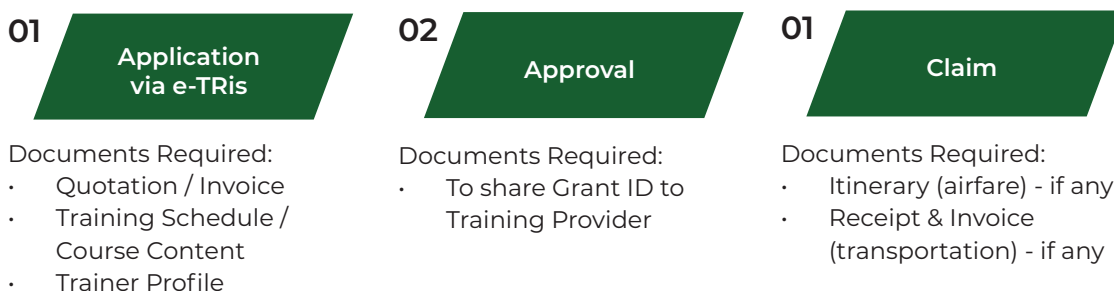 01
Application
via e-TRis
Documents Required:
• Quotation / Invoice
• Training Schedule /
Course Content
• Trainer Profile
02
Approval
Documents Required:
• To share Grant ID to
Training Provider
01
Claim
Documents Required:
• Itinerary (airfare) - if any
• Receipt & Invoice
(transportation) - if any